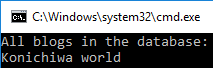 C:\Windows\system32\cmd.exe
All blogs in the database:
Konichiwa world